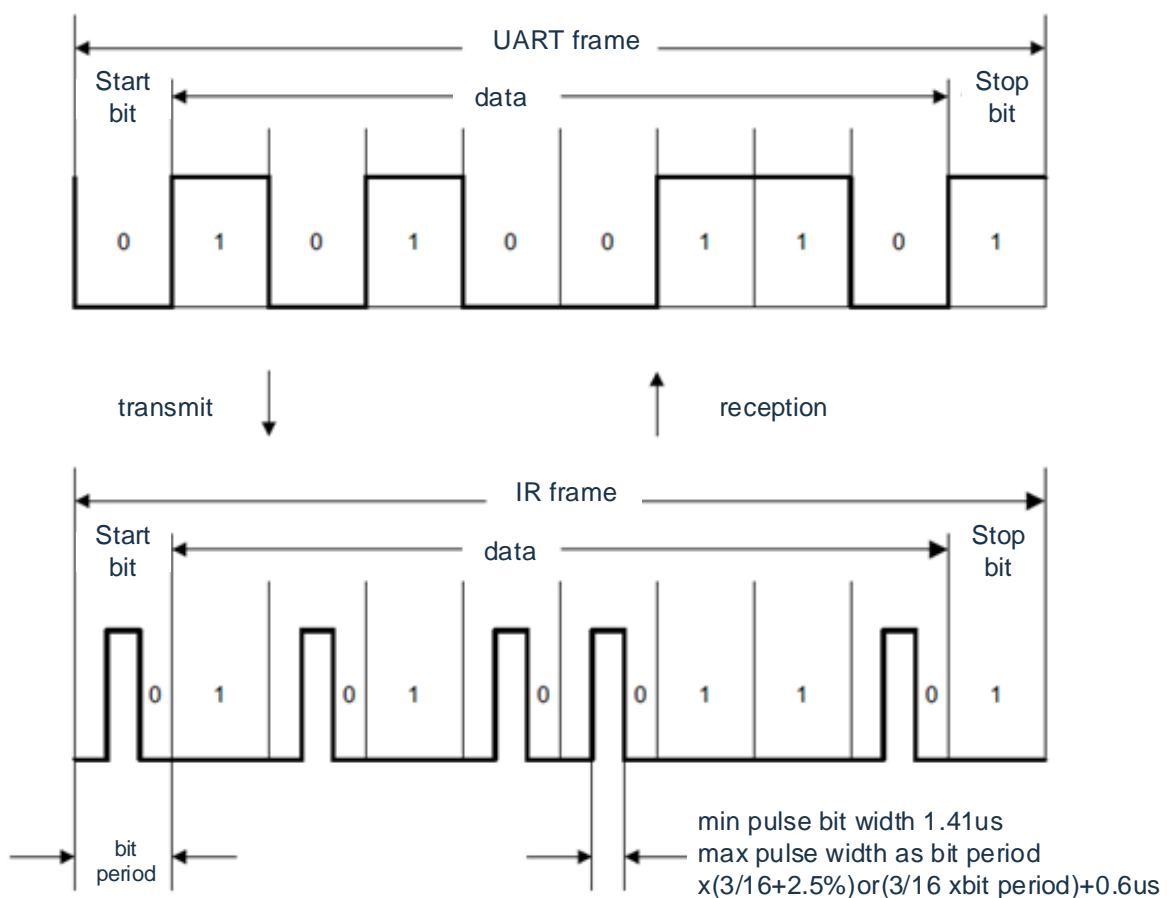 UART frame
Start
bit
data
Stop
bit
0 1 0 1 0 0 1 1 0 1
transmit
reception
IR frame
Start
bit
data
Stop
bit
0 1 0 1 0 0 1 1 0 1
bit
period
min pulse bit width 1.41us
max pulse width as bit period
x(3/16+2.5%)or(3/16 xbit period)+0.6us